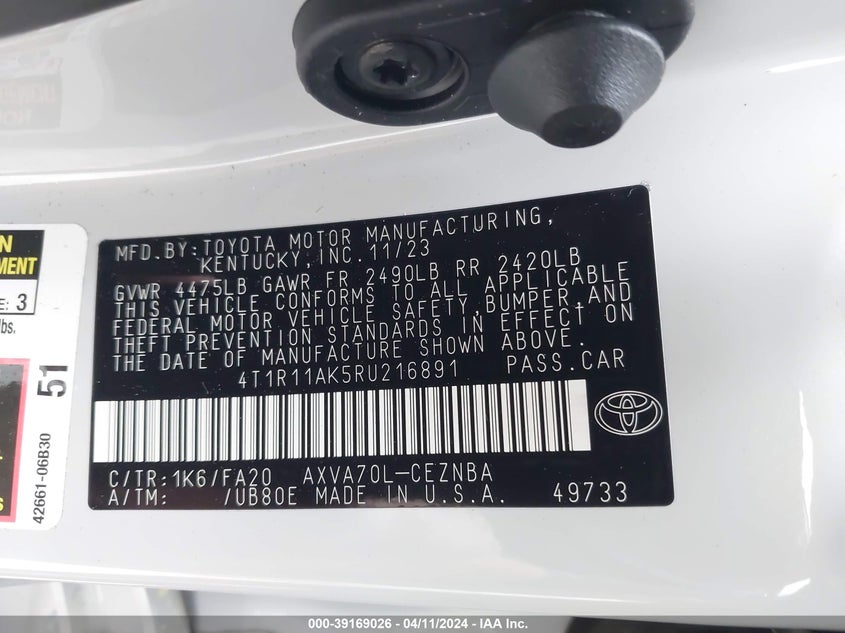 MFD.BY:TOYOTA MOTOR MANUFACTURING,
KENTUCKY, INC. 11/23
GVWR 4475LB GAWR FR 2490LB RR 2420LB
THIS VEHICLE CONFORMS TO ALL APPLICABLE
FEDERAL MOTOR VEHICLE SAFETY, BUMPER, AND
THEFT PREVENTION STANDARDS IN EFFECT ON
THE DATE OF MANUFACTURE SHOWN ABOVE.
4T1R11AK5RU216891 PASS.CAR
C/TR:1K6/FA20 AXVA70L-CEZNBA
A/TM: /UB80E MADE IN U.S.A. 49733
E: 3
bs.
51
42661-06B30
000-39169026 - 04/11/2024 - IAA Inc.